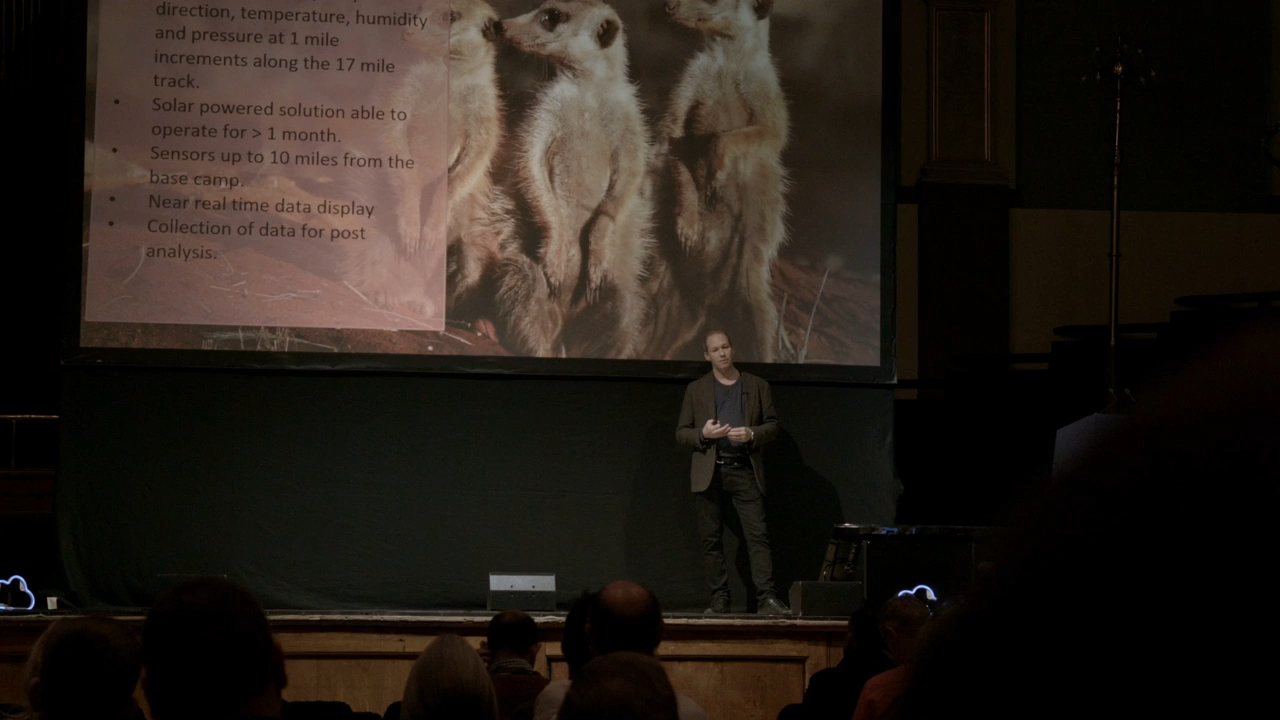 direction, temperature, humidity
and pressure at 1 mile
increments along the 17 mile
track.
• Solar powered solution able to
operate for > 1 month.
• Sensors up to 10 miles from the
base camp.
• Near real time data display
• Collection of data for post
analysis.